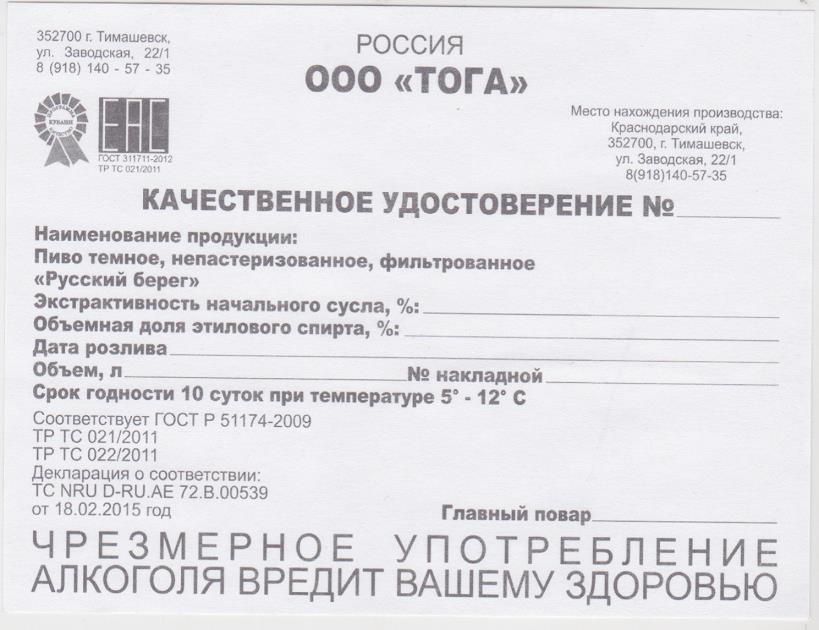 352700 г. Тимашевск,
ул. Заводская, 22/1
8 (918) 140 - 57 - 35
РОССИЯ
ООО «ТОГА»
КУБАНИ
ЕАС
ГОСТ 311711-2012
ТР ТС 021/2011
Место нахождения производства:
Краснодарский край,
352700, г. Тимашевск,
ул. Заводская, 22/1
8(918)140-57-35
КАЧЕСТВЕННОЕ УДОСТОВЕРЕНИЕ №
Наименование продукции:
Пиво темное, непастеризованное, фильтрованное
«Русский берег»
Экстрактивность начального сусла, %:
Объемная доля этилового спирта, %:
Дата розлива
Объем, л № накладной
Срок годности 10 суток при температуре 5° - 12° С
Соответствует ГОСТ Р 51174-2009
ТР ТС 021/2011
ТР ТС 022/2011
Декларация о соответствии:
ТС NRU D-RU.АЕ 72.В.00539
от 18.02.2015 год
Главный повар
ЧРЕЗМЕРНОЕ УПОТРЕБЛЕНИЕ
АЛКОГОЛЯ ВРЕДИТ ВАШЕМУ ЗДОРОВЬЮ